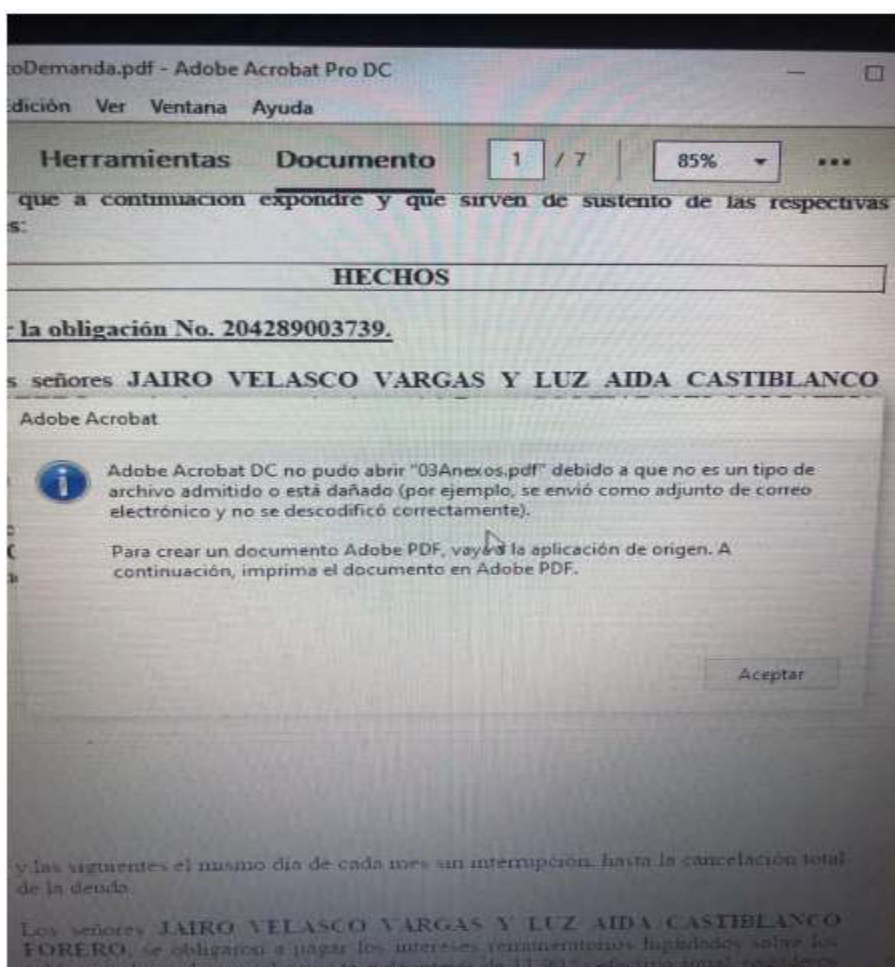 oDemanda.pdf - Adobe Acrobat Pro DC
dición Ver Ventana Ayuda
Herramientas Documento 1 / 7 85%
que a continuación expondré y que sirven de sustento de las respectivas
s:
HECHOS
la obligación No. 204289003739.
s señores JAIRO VELASCO VARGAS Y LUZ AIDA CASTIBLANCO
Adobe Acrobat
Adobe Acrobat DC no pudo abrir "03Anexos.pdf" debido a que no es un tipo de
archivo admitido o está dañado (por ejemplo, se envió como adjunto de correo
electrónico y no se descodificó correctamente).
Para crear un documento Adobe PDF, vaya a la aplicación de origen. A
continuación, imprima el documento en Adobe PDF.
Aceptar
y las siguientes el mismo día de cada mes sin interrupción, hasta la cancelación total
de la deuda.
Los señores JAIRO VELASCO VARGAS Y LUZ AIDA CASTIBLANCO
FORERO, se obligaron a pagar los intereses remuneratorios liquidados sobre los